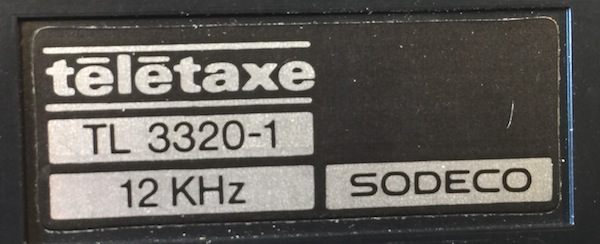 tēlētaxe
TL 3320-1
12 KHz
SODECO